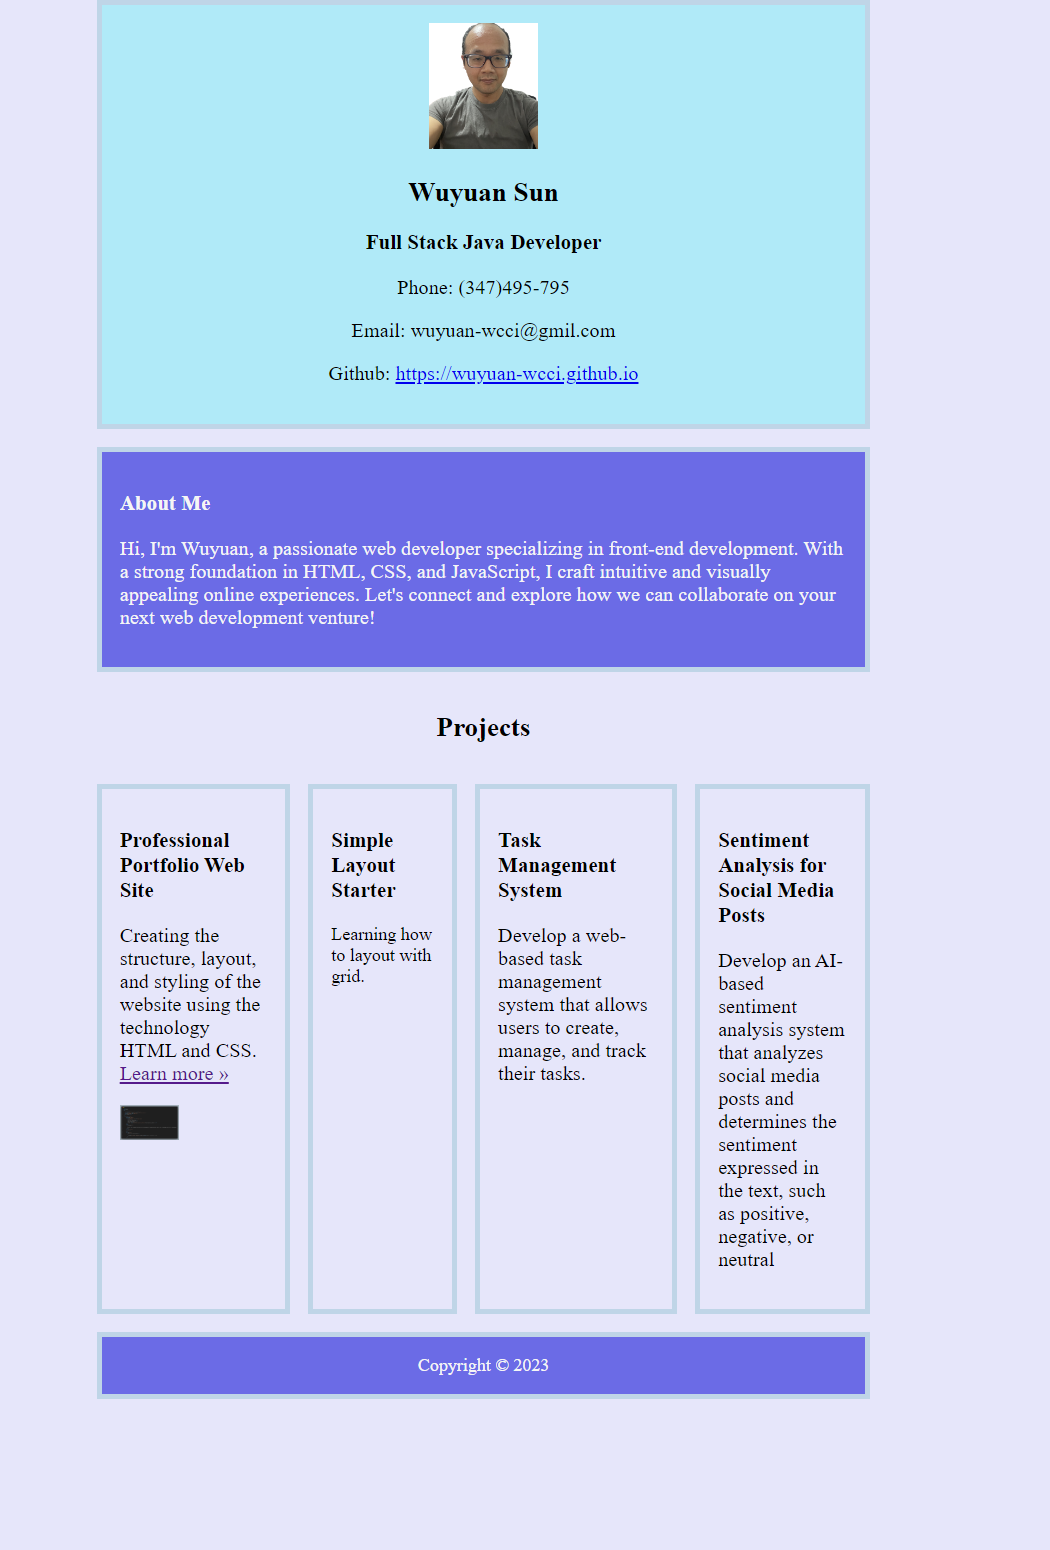 Wuyuan Sun
Full Stack Java Developer
Phone: (347)495-795
Email: wuyuan-wcci@gmil.com
Github: https://wuyuan-wcci.github.io
About Me
Hi, I'm Wuyuan, a passionate web developer specializing in front-end development. With
a strong foundation in HTML, CSS, and JavaScript, I craft intuitive and visually
appealing online experiences. Let's connect and explore how we can collaborate on your
next web development venture!
Projects
Professional
Portfolio Web
Site
Creating the
structure, layout,
and styling of the
website using the
technology
HTML and CSS.
Learn more »
Simple
Layout
Starter
Learning how
to layout with
grid.
Task
Management
System
Develop a web-
based task
management
system that allows
users to create,
manage, and track
their tasks.
Sentiment
Analysis for
Social Media
Posts
Develop an AI-
based
sentiment
analysis system
that analyzes
social media
posts and
determines the
sentiment
expressed in
the text, such
as positive,
negative, or
neutral
Copyright © 2023